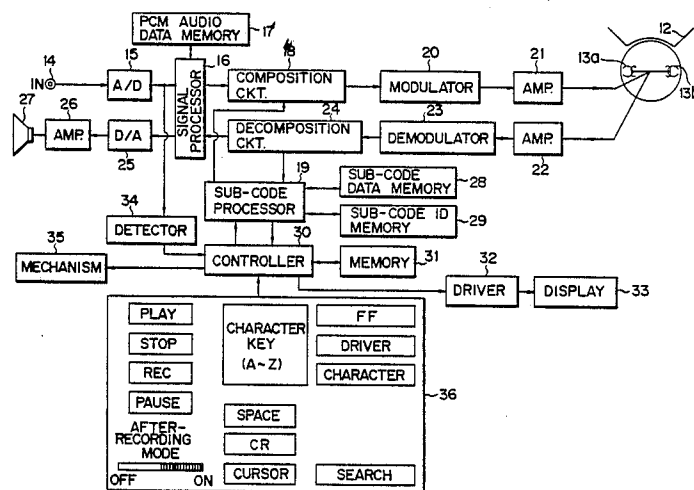 PCM AUDIO
DATA MEMORY
17
14
IN
15
A/D
16
SIGNAL
PROCESSOR
18
COMPOSITION
CKT.
20
MODULATOR
21
AMP.
12
13a
13b
27
26
AMP.
D/A
25
24
DECOMPOSITION
CKT.
23
DEMODULATOR
AMP.
22
19
SUB-CODE
PROCESSOR
SUB-CODE
DATA MEMORY
28
SUB-CODE ID
MEMORY
29
34
DETECTOR
35
MECHANISM
30
CONTROLLER
MEMORY
31
32
DRIVER
DISPLAY
33
PLAY
STOP
REC
PAUSE
AFTER-
RECORDING
MODE
OFF ON
CHARACTER
KEY
(A~Z)
SPACE
CR
CURSOR
FF
DRIVER
CHARACTER
SEARCH
36